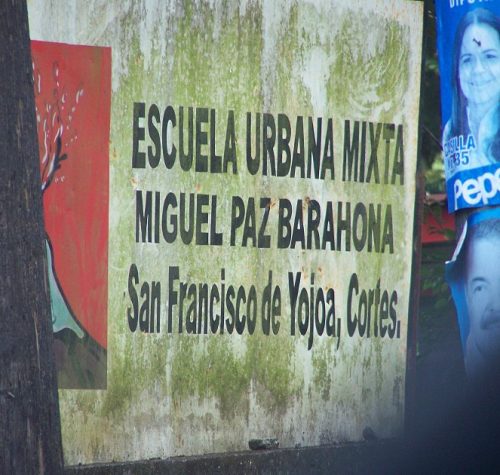 ESCUELA URBANA MIXTA
MIGUEL PAZ BARAHONA
San Francisco de Yojoa, Cortes.
Pepe